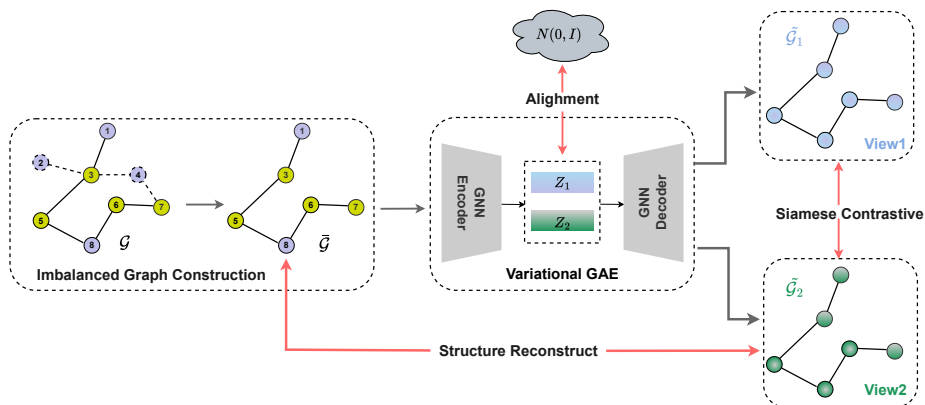 N(0, I)
Alighment
1
2
3
4
5
6
7
8
𝒢
Imbalanced Graph Construction
1
3
5
6
7
8
𝒢̄
GNN
Encoder
Z₁
Z₂
GNN
Decoder
Variational GAE
𝒢̃₁
View1
Siamese Contrastive
𝒢̃₂
View2
Structure Reconstruct